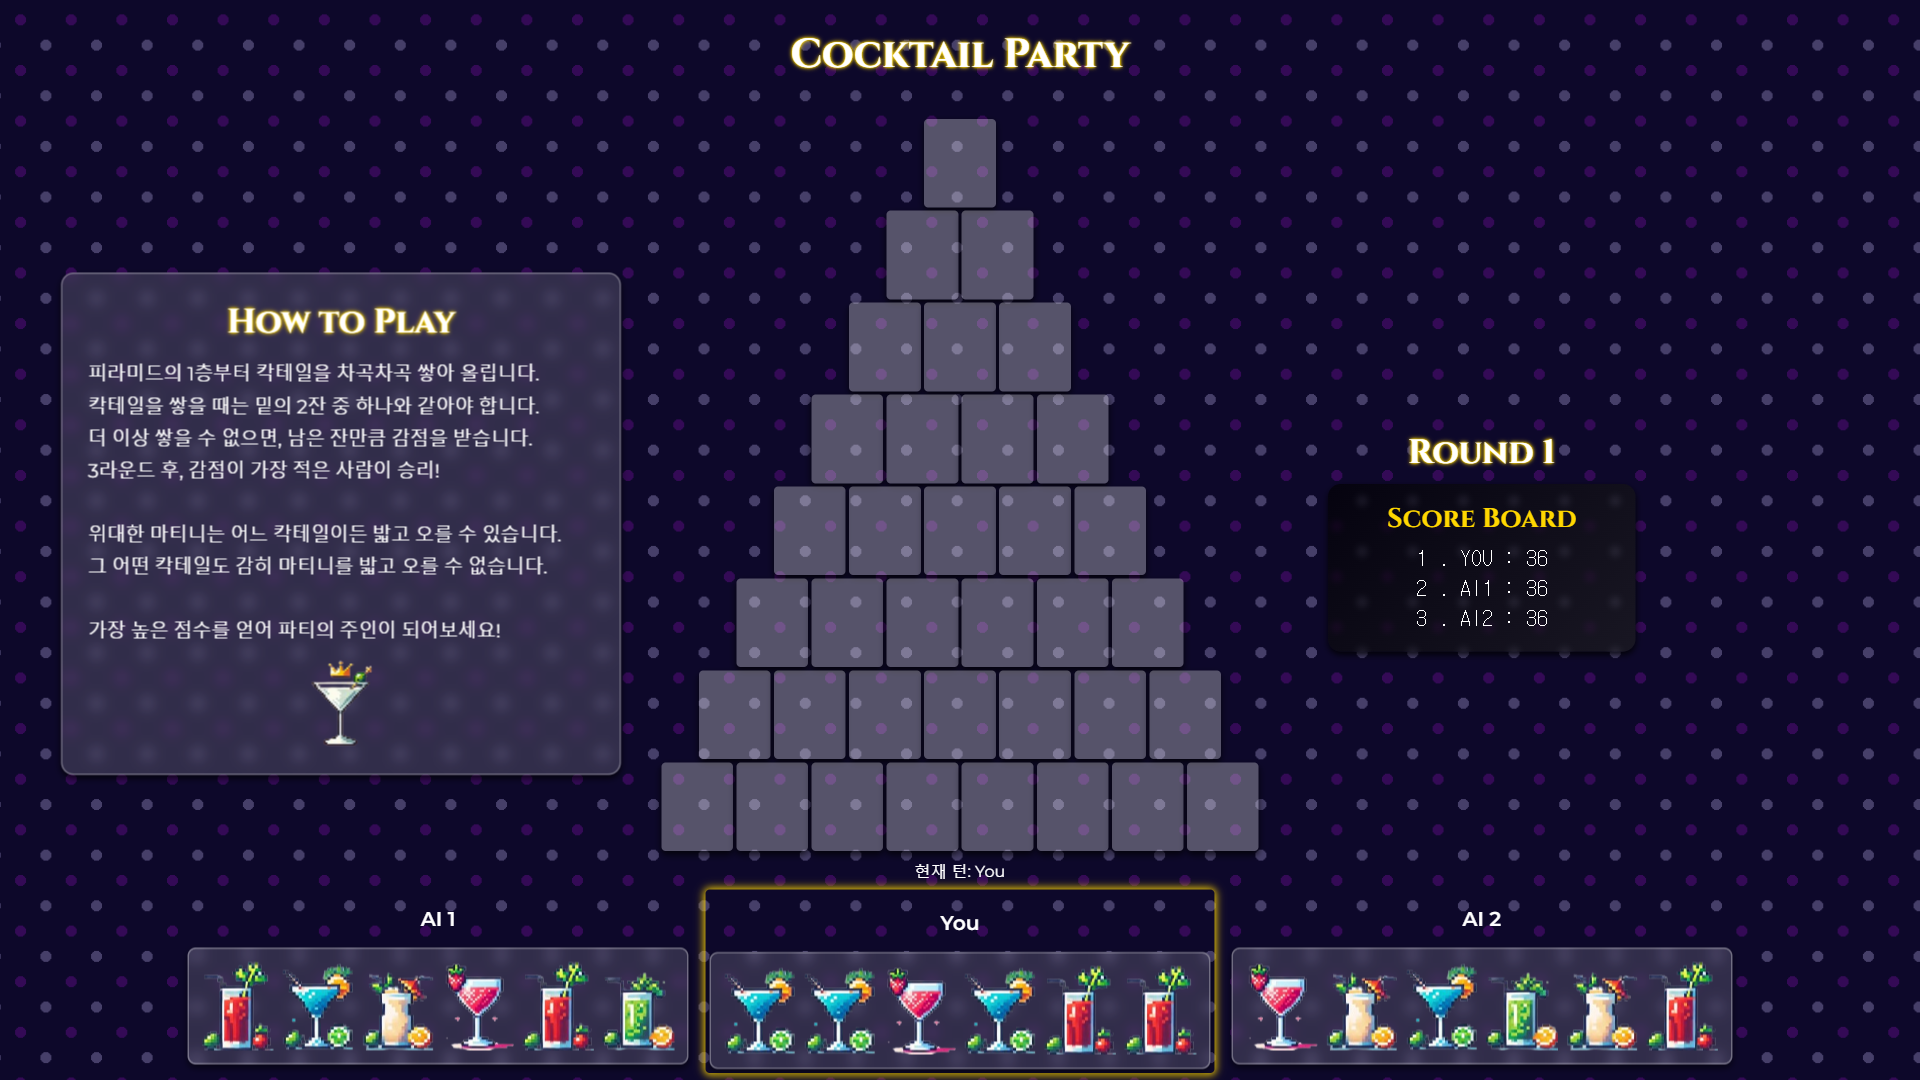 Cocktail Party
How to Play
피라미드의 1층부터 칵테일을 차곡차곡 쌓아 올립니다.
칵테일을 쌓을 때는 밑의 2잔 중 하나와 같아야 합니다.
더 이상 쌓을 수 없으면, 남은 잔만큼 감점을 받습니다.
3라운드 후, 감점이 가장 적은 사람이 승리!
위대한 마티니는 어느 칵테일이든 밟고 오를 수 있습니다.
그 어떤 칵테일도 감히 마티니를 밟고 오를 수 없습니다.
가장 높은 점수를 얻어 파티의 주인이 되어보세요!
Round 1
Score Board
1 . YOU : 36
2 . AI1 : 36
3 . AI2 : 36
현재 턴: You
AI 1
You
AI 2